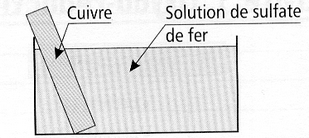 Cuivre
Solution de sulfate
de fer